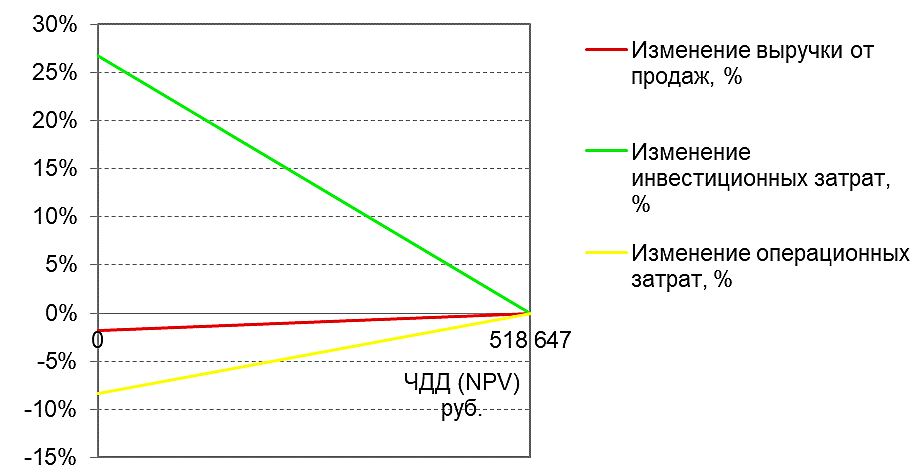 30%
25%
20%
15%
10%
5%
0%
-5%
-10%
-15%
0
518 647
ЧДД (NPV)
руб.
Изменение выручки от
продаж, %
Изменение
инвестиционных затрат,
%
Изменение операционных
затрат, %